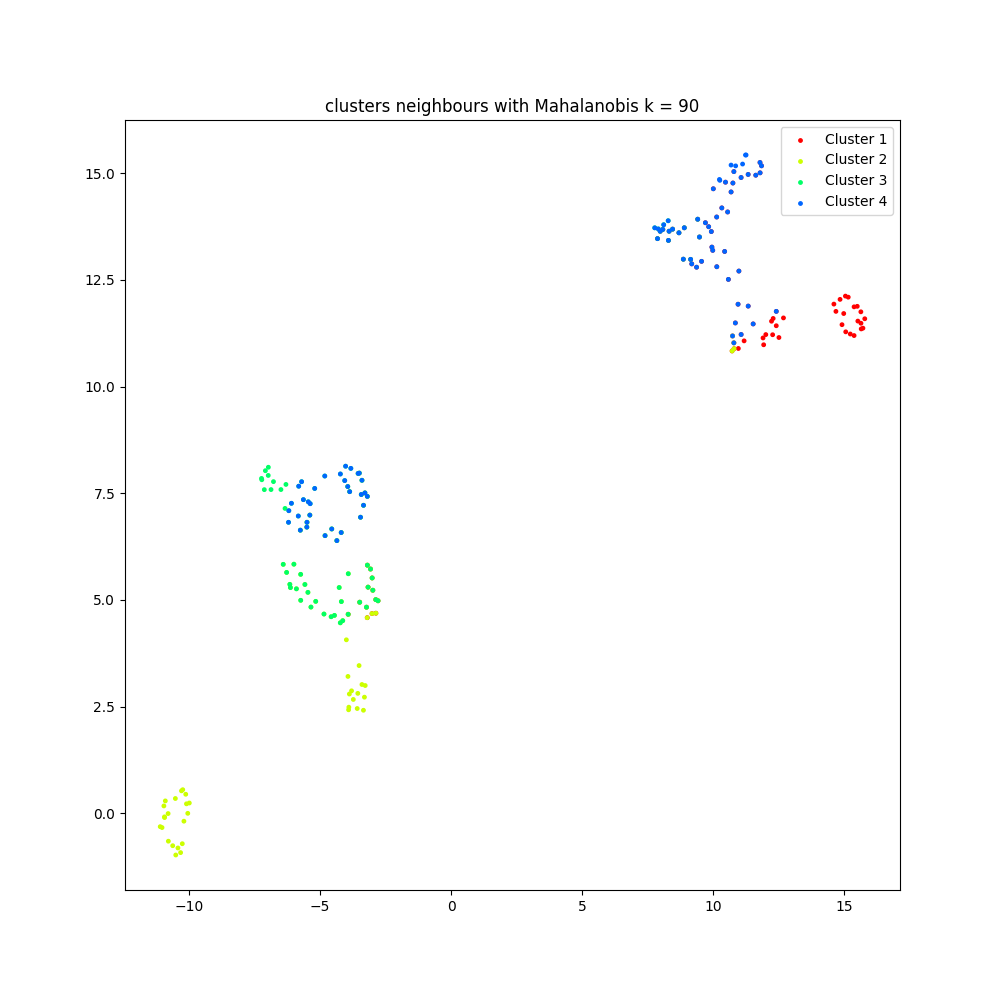 clusters neighbours with Mahalanobis k = 90
Cluster 1
Cluster 2
Cluster 3
Cluster 4
15.0
12.5
10.0
7.5
5.0
2.5
0.0
−10 −5 0 5 10 15